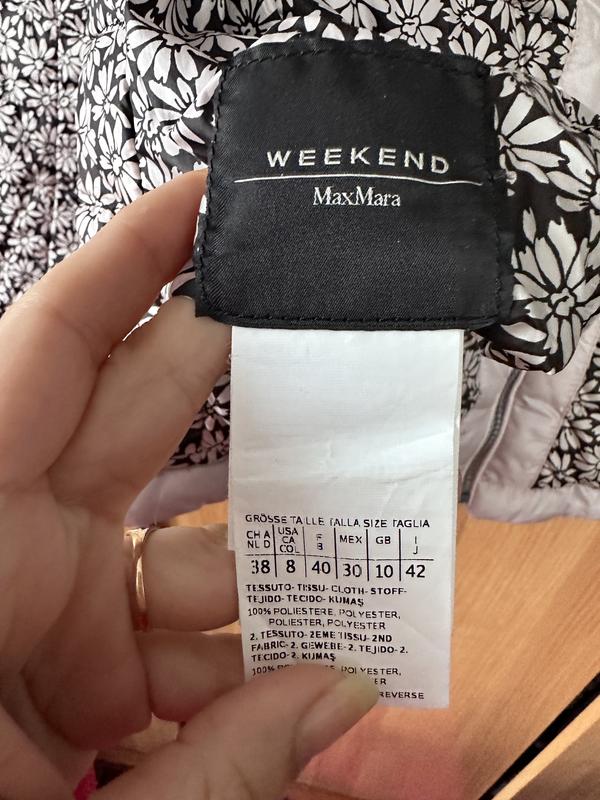 WEEKEND
MaxMara
GRÖSSE TAILLE TALLA SIZE TAGLIA
CH A NL D USA CA COL F B MEX GB I J
38 8 40 30 10 42
TESSUTO-TISSU-CLOTH-STOFF-
TEJIDO-TECIDO-KUMAŞ
100% POLIESTERE, POLYESTER,
POLIESTER, POLYESTER
2. TESSUTO-2EME TISSU-2ND
FABRIC-2. GEWEBE-2. TEJIDO-2.
TECIDO-2. KUMAŞ
100% POLYESTER,
REVERSE